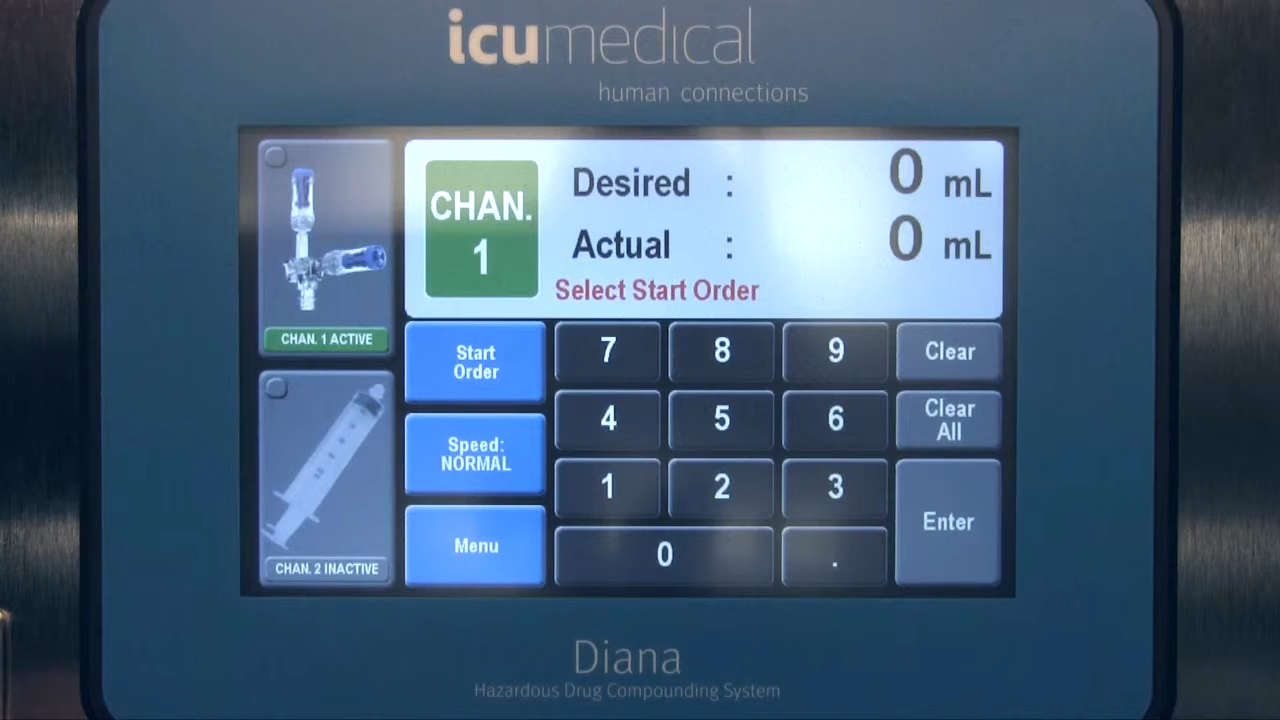 icumedical
human connections
CHAN. 1 ACTIVE
CHAN. 2 INACTIVE
CHAN.
1
Desired : 0 mL
Actual : 0 mL
Select Start Order
Start
Order
Speed:
NORMAL
Menu
7 8 9 Clear
4 5 6 Clear
All
1 2 3
Enter
0 .
Diana
Hazardous Drug Compounding System